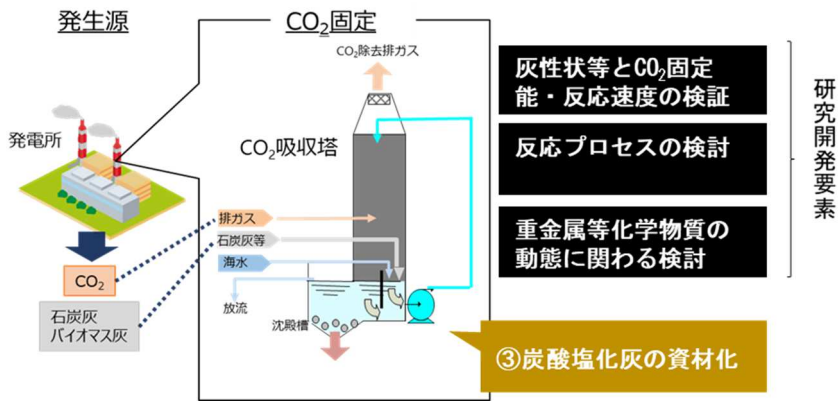 発生源
CO₂固定
CO₂除去排ガス
発電所
CO₂吸収塔
排ガス
石炭灰等
海水
CO₂
放流
石炭灰
バイオマス灰
沈殿槽
灰性状等とCO₂固定
能・反応速度の検証
反応プロセスの検討
重金属等化学物質の
動態に関わる検討
研究開発要素
③炭酸塩化灰の資材化